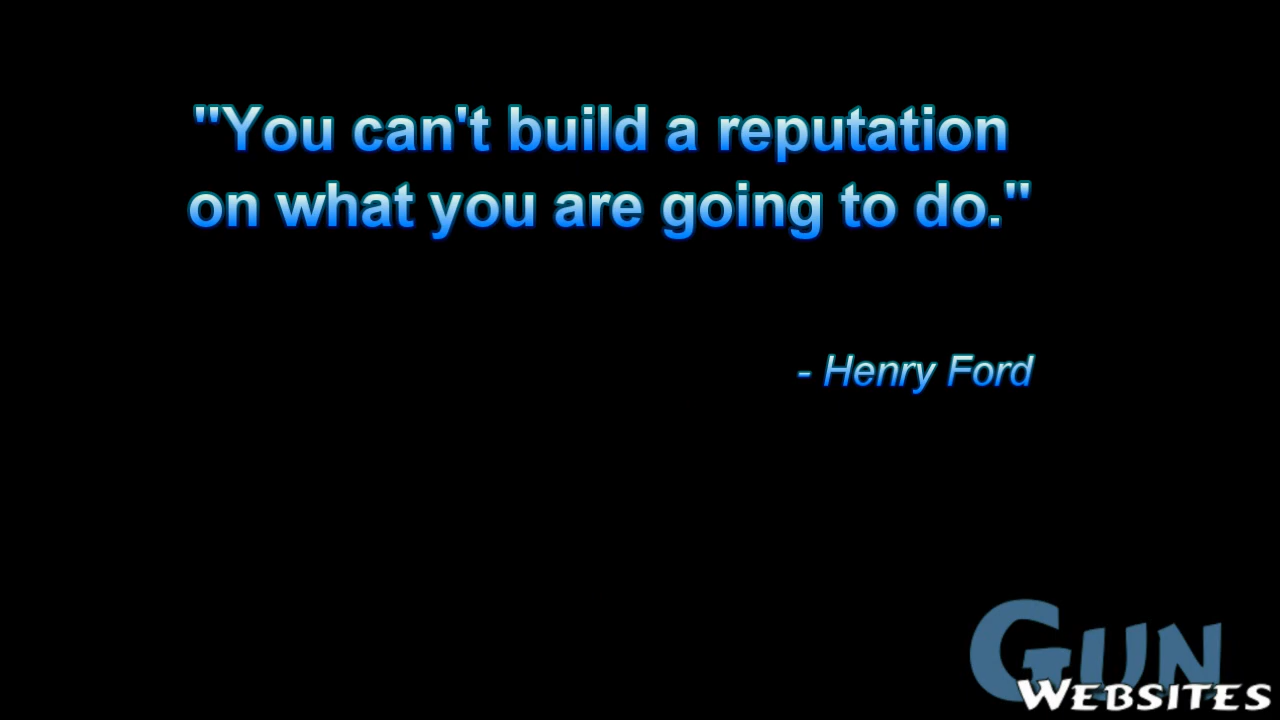 "You can't build a reputation
on what you are going to do."
- Henry Ford
GUN
WEBSITES